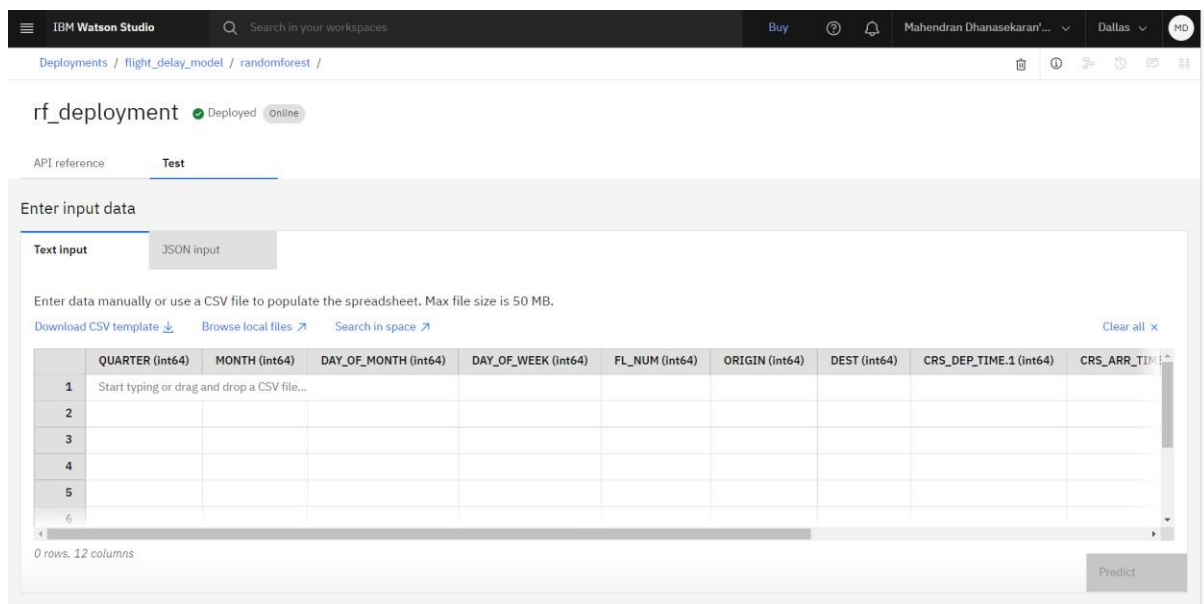 IBM Watson Studio Search in your workspaces Buy Mahendran Dhanasekaran'... Dallas MD
Deployments / flight_delay_model / randomforest /
rf_deployment Deployed Online
API reference Test
Enter input data
Text input JSON input
Enter data manually or use a CSV file to populate the spreadsheet. Max file size is 50 MB.
Download CSV template Browse local files Search in space Clear all ×
QUARTER (int64) MONTH (int64) DAY_OF_MONTH (int64) DAY_OF_WEEK (int64) FL_NUM (int64) ORIGIN (int64) DEST (int64) CRS_DEP_TIME.1 (int64) CRS_ARR_TIM
1 Start typing or drag and drop a CSV file...
2
3
4
5
6
0 rows, 12 columns
Predict